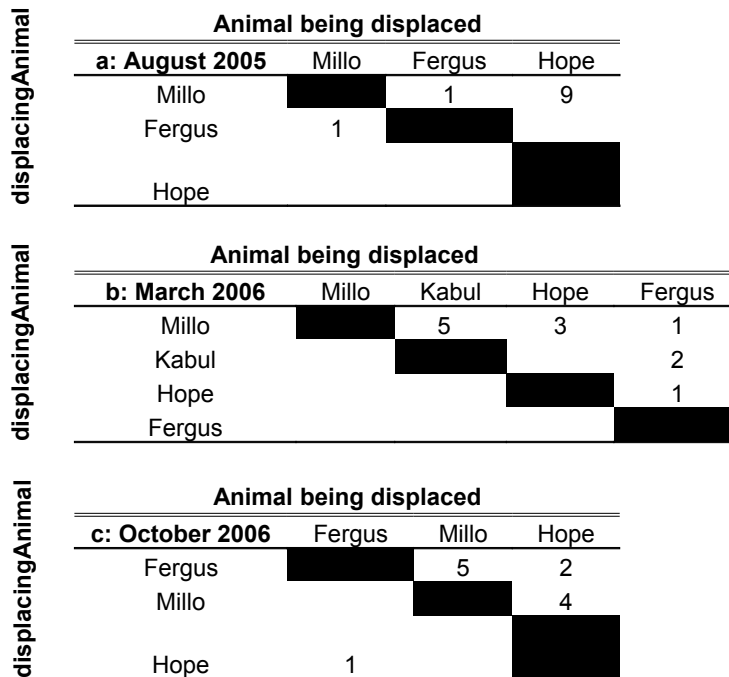 Animal being displaced
a: August 2005 Millo Fergus Hope
Millo 1 9
Fergus 1
Hope
displacingAnimal
Animal being displaced
b: March 2006 Millo Kabul Hope Fergus
Millo 5 3 1
Kabul 2
Hope 1
Fergus
displacingAnimal
Animal being displaced
c: October 2006 Fergus Millo Hope
Fergus 5 2
Millo 4
Hope 1
displacingAnimal